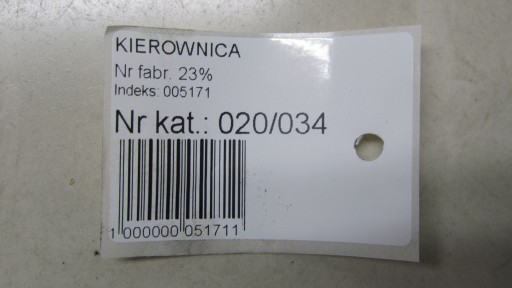 KIEROWNICA
Nr fabr. 23%
Indeks: 005171
Nr kat.: 020/034
1 000000 051711